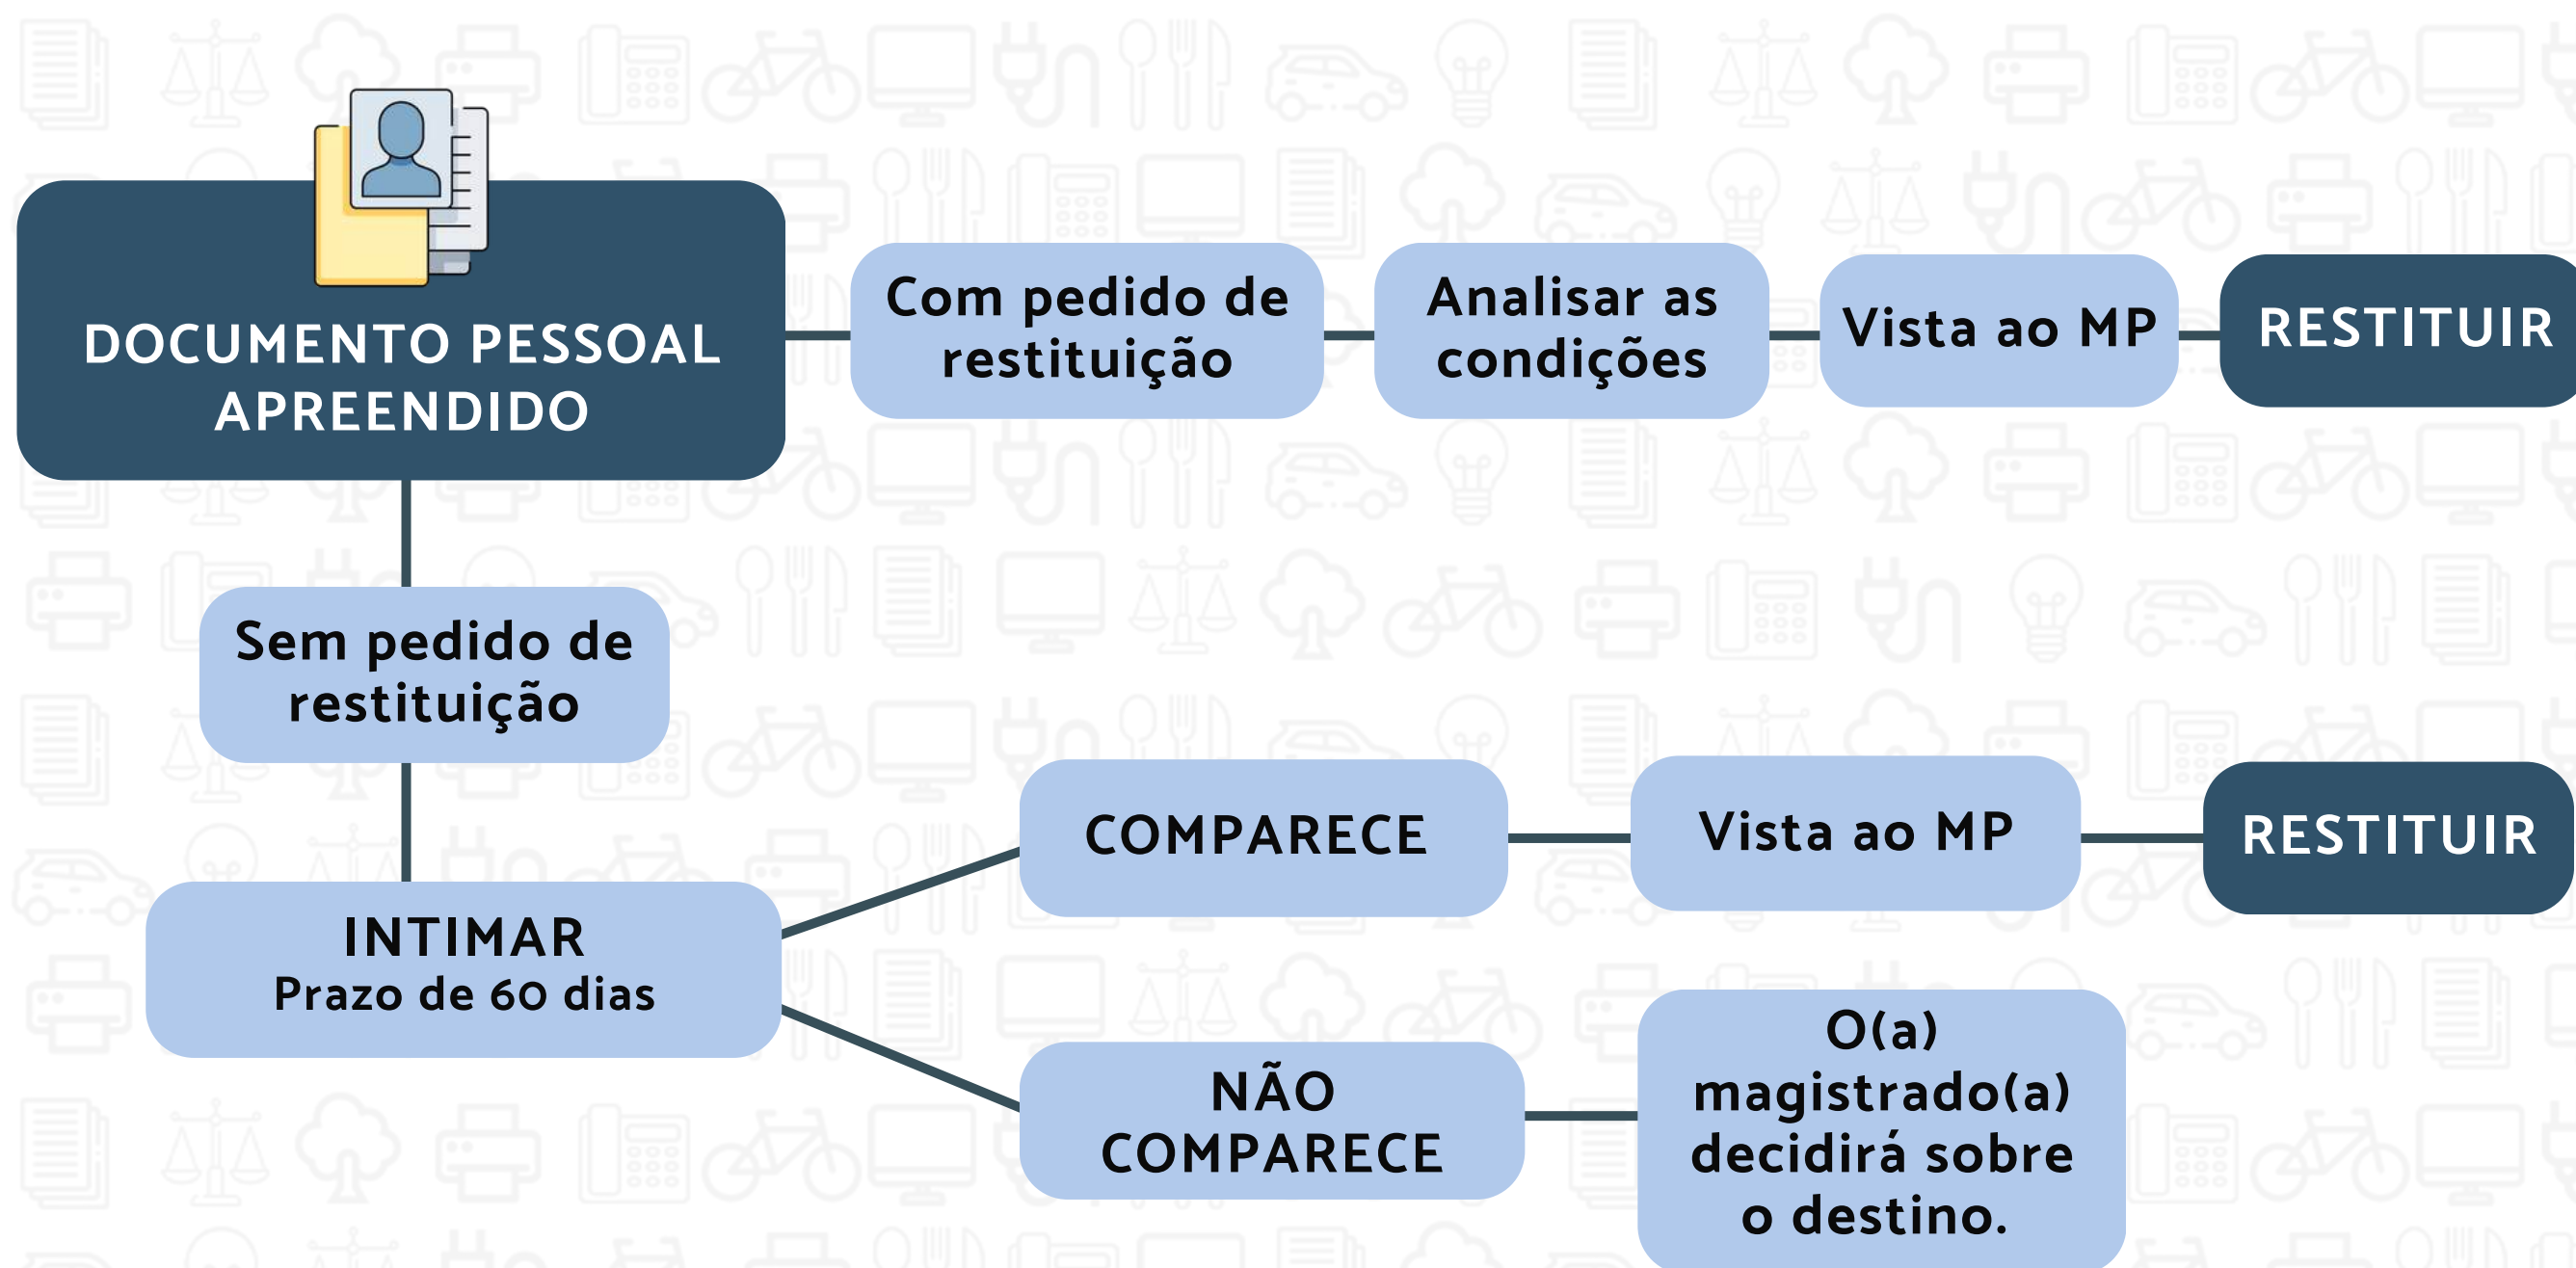 DOCUMENTO PESSOAL
APREENDIDO
Com pedido de
restituição
Analisar as
condições
Vista ao MP
RESTITUIR
Sem pedido de
restituição
INTIMAR
Prazo de 60 dias
COMPARECE
Vista ao MP
RESTITUIR
NÃO
COMPARECE
O(a)
magistrado(a)
decidirá sobre
o destino.